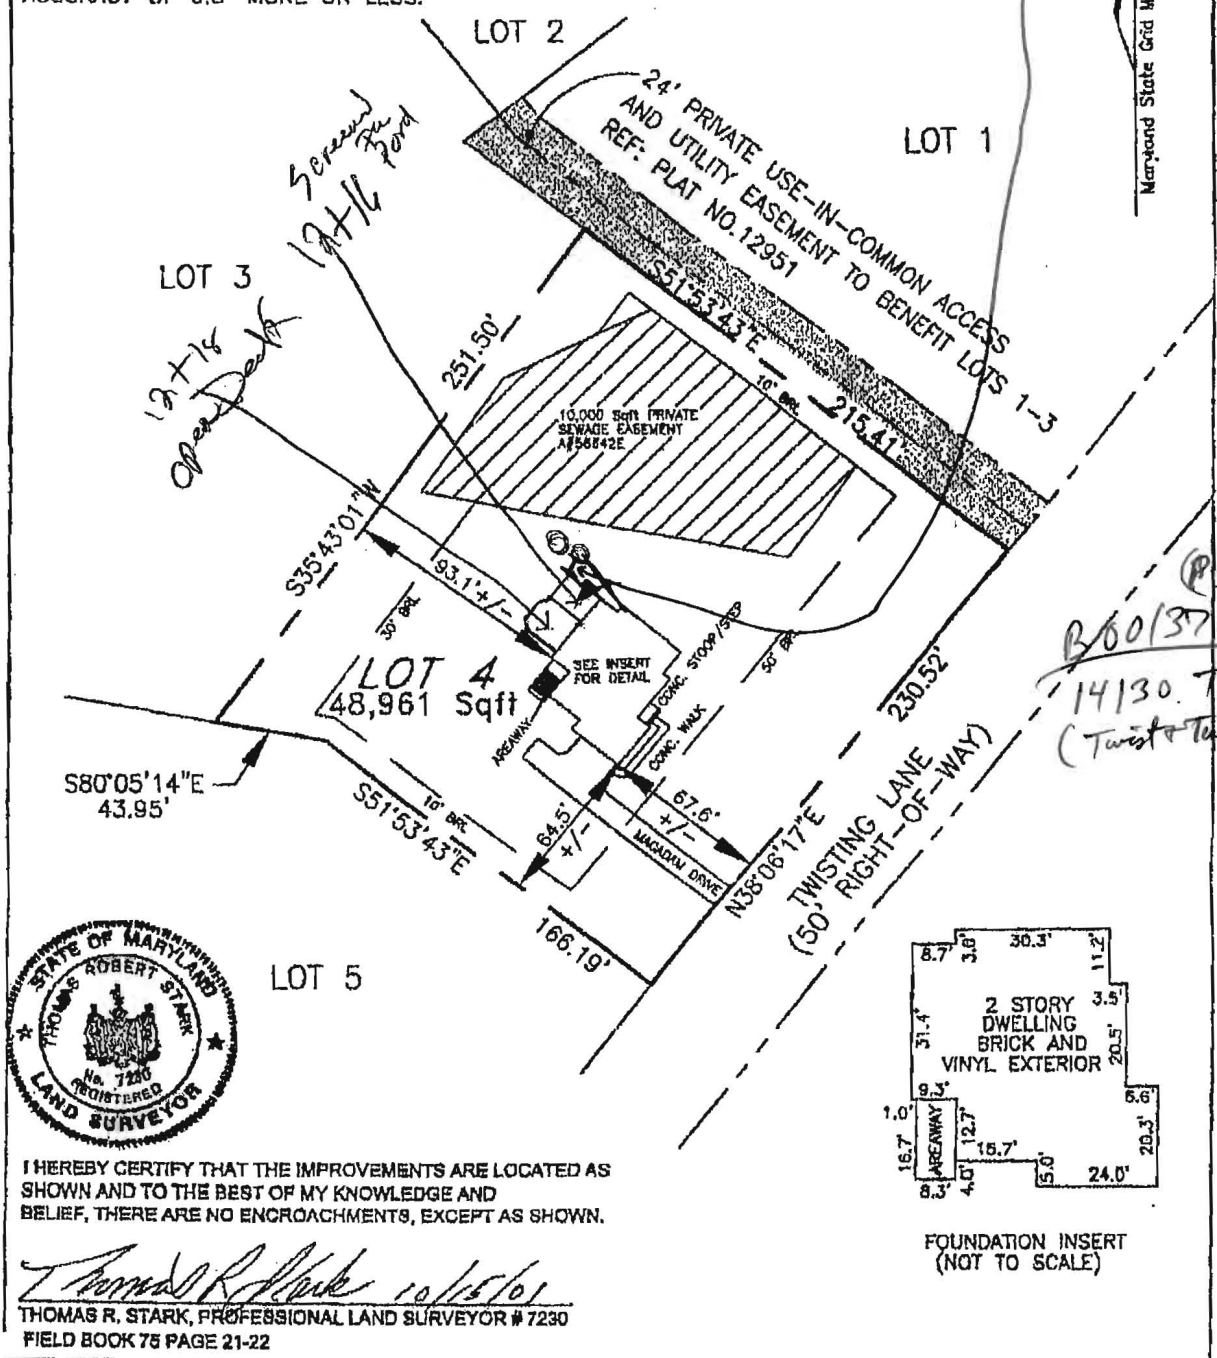 LOT 2
24' PRIVATE USE-IN-COMMON ACCESS
AND UTILITY EASEMENT TO BENEFIT LOTS 1-3
REF: PLAT NO.12951
LOT 1
Maryland State Grid
12+16
LOT 3
12+18
Open Deck
251.50'
S51°53'43"E
10' BRL
215.41'
10,000 Sqft PRIVATE
SEWAGE EASEMENT
S35°43'01"W
93.1'+/-
30' BRL
LOT 4
48,961 Sqft
SEE INSERT
FOR DETAIL
CONC. STOOP/STEP
CONC. WALK
50' BRL
AREAWAY
230.52'
14130
S80°05'14"E
43.95'
S51°53'43"E
10' BRL
64.5'
+/-
67.6'
+/-
MACADAM DRIVE
N38°06'17"E
TWISTING LANE
(50' RIGHT-OF-WAY)
166.19'
LOT 5
STATE OF MARYLAND
THOMAS ROBERT STARK
No. 7230
REGISTERED
LAND SURVEYOR
8.7'
3.8'
30.3'
11.2'
3.5'
31.4'
2 STORY
DWELLING
BRICK AND
VINYL EXTERIOR
20.5'
9.3'
6.6'
1.0'
16.7'
AREAWAY
12.7'
15.7'
20.3'
8.3'
4.0'
5.0'
24.0'
FOUNDATION INSERT
(NOT TO SCALE)
I HEREBY CERTIFY THAT THE IMPROVEMENTS ARE LOCATED AS
SHOWN AND TO THE BEST OF MY KNOWLEDGE AND
BELIEF, THERE ARE NO ENCROACHMENTS, EXCEPT AS SHOWN.
Thomas R Stark 10/15/01
THOMAS R. STARK, PROFESSIONAL LAND SURVEYOR # 7230
FIELD BOOK 75 PAGE 21-22